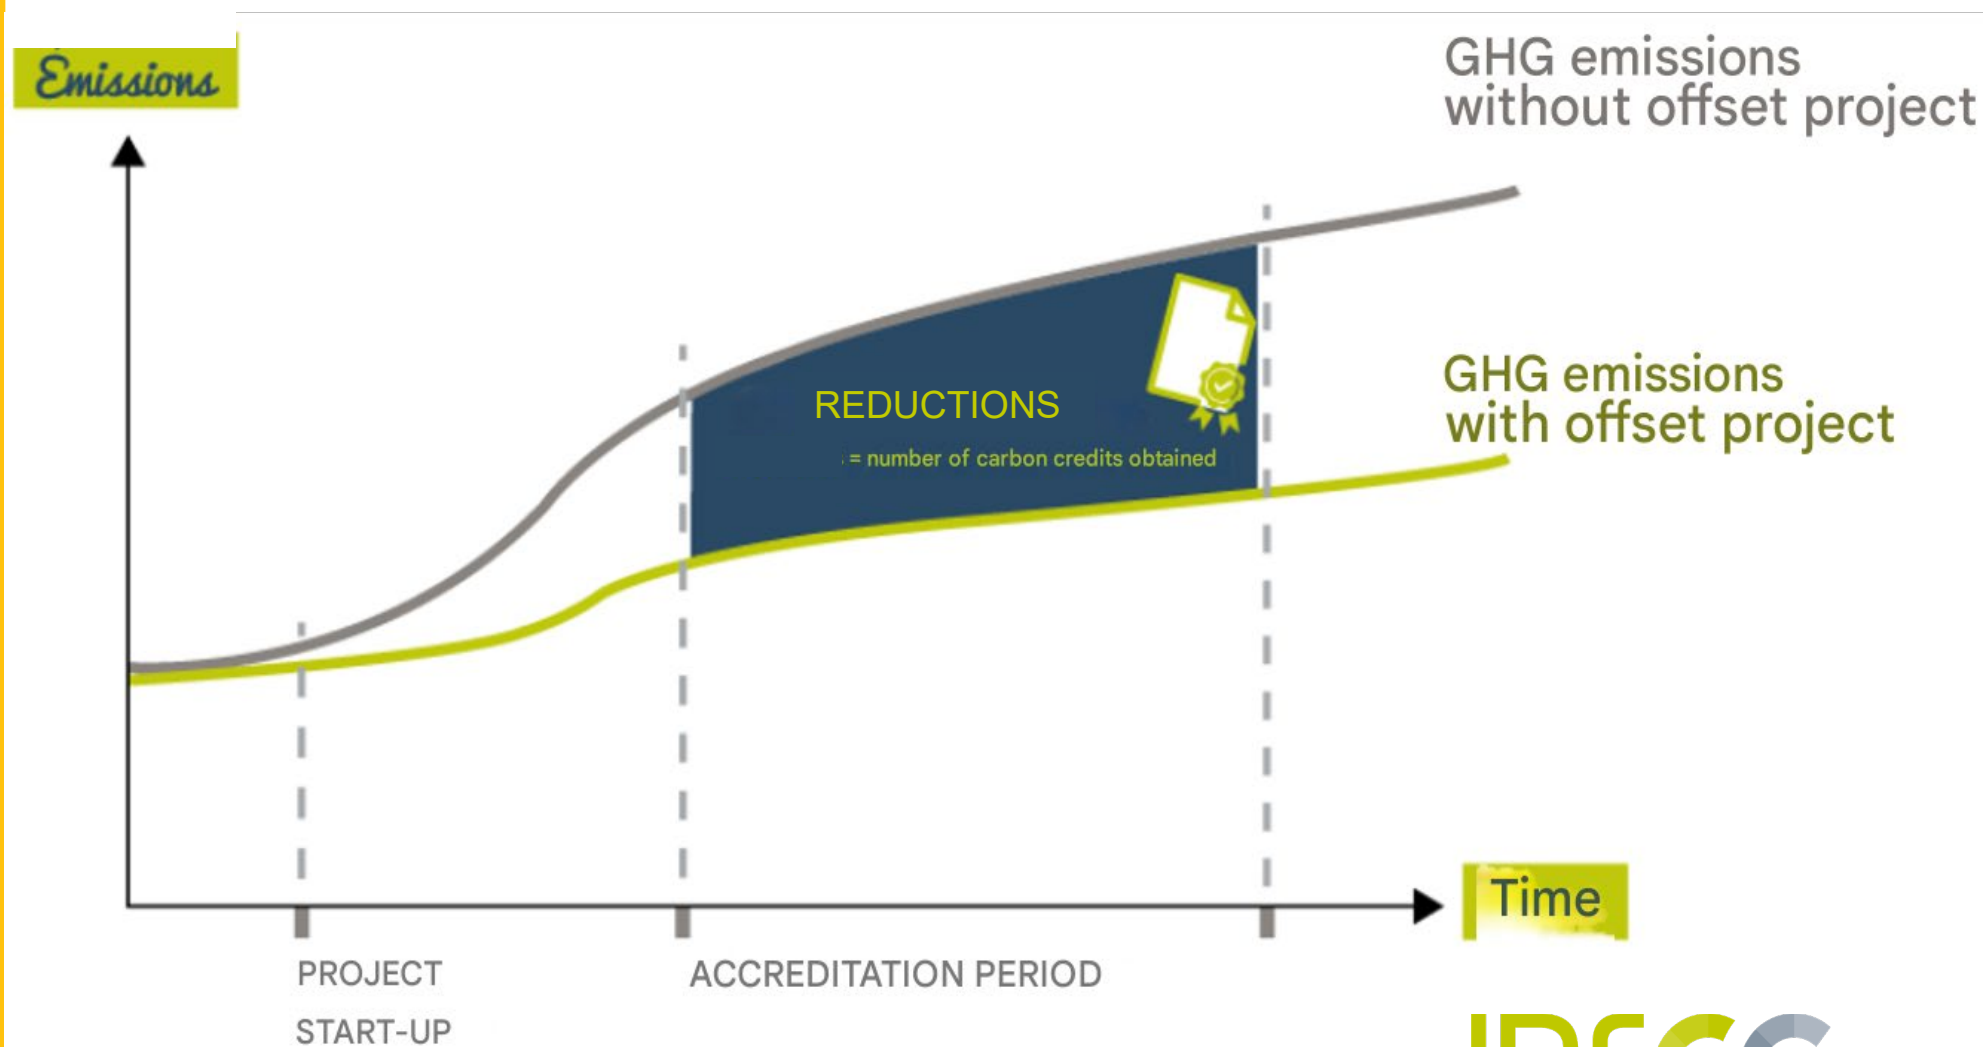 Émissions
GHG emissions
without offset project
REDUCTIONS
= number of carbon credits obtained
GHG emissions
with offset project
Time
PROJECT
START-UP
ACCREDITATION PERIOD